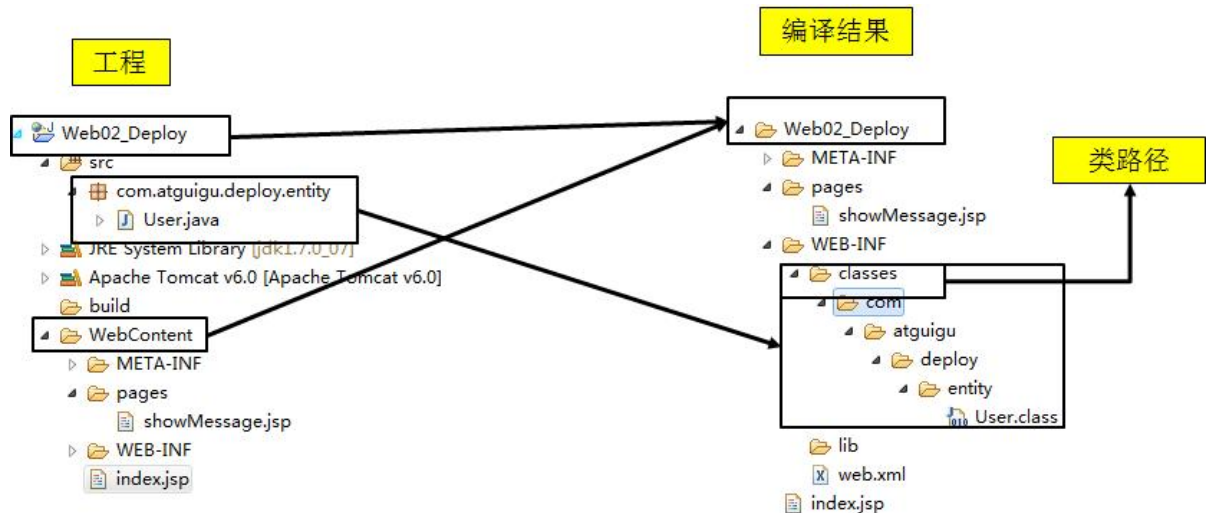 工程
Web02_Deploy
src
com.atguigu.deploy.entity
User.java
JRE System Library [jdk1.7.0_07]
Apache Tomcat v6.0 [Apache Tomcat v6.0]
build
WebContent
META-INF
pages
showMessage.jsp
WEB-INF
index.jsp
编译结果
Web02_Deploy
META-INF
pages
showMessage.jsp
WEB-INF
classes
com
atguigu
deploy
entity
User.class
lib
web.xml
index.jsp
类路径